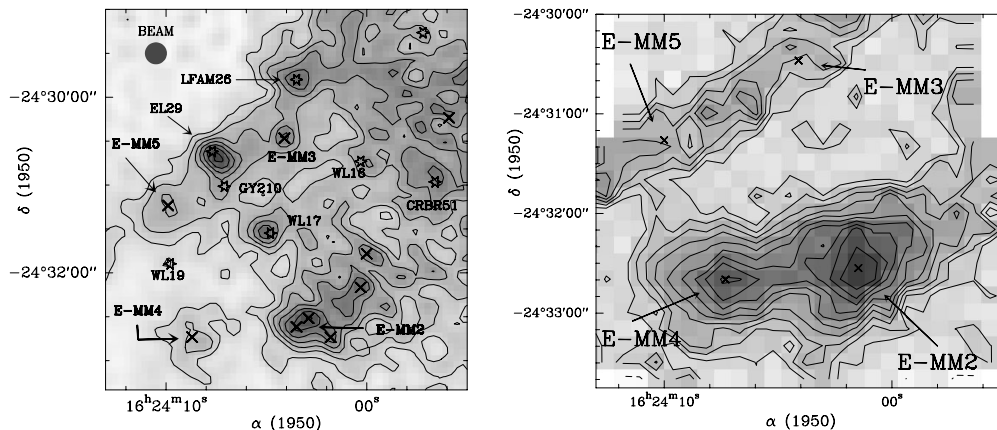 BEAM
LFAM26
−24°30′00″
EL29
E-MM5
E-MM3
WL16
GY210
CRBR51
δ (1950)
WL17
−24°32′00″
WL19
E-MM4
E-MM2
16ʰ24ᵐ10ˢ
00ˢ
α (1950)
−24°30′00″
E-MM5
E-MM3
−24°31′00″
δ (1950)
−24°32′00″
−24°33′00″
E-MM4
E-MM2
16ʰ24ᵐ10ˢ
00ˢ
α (1950)